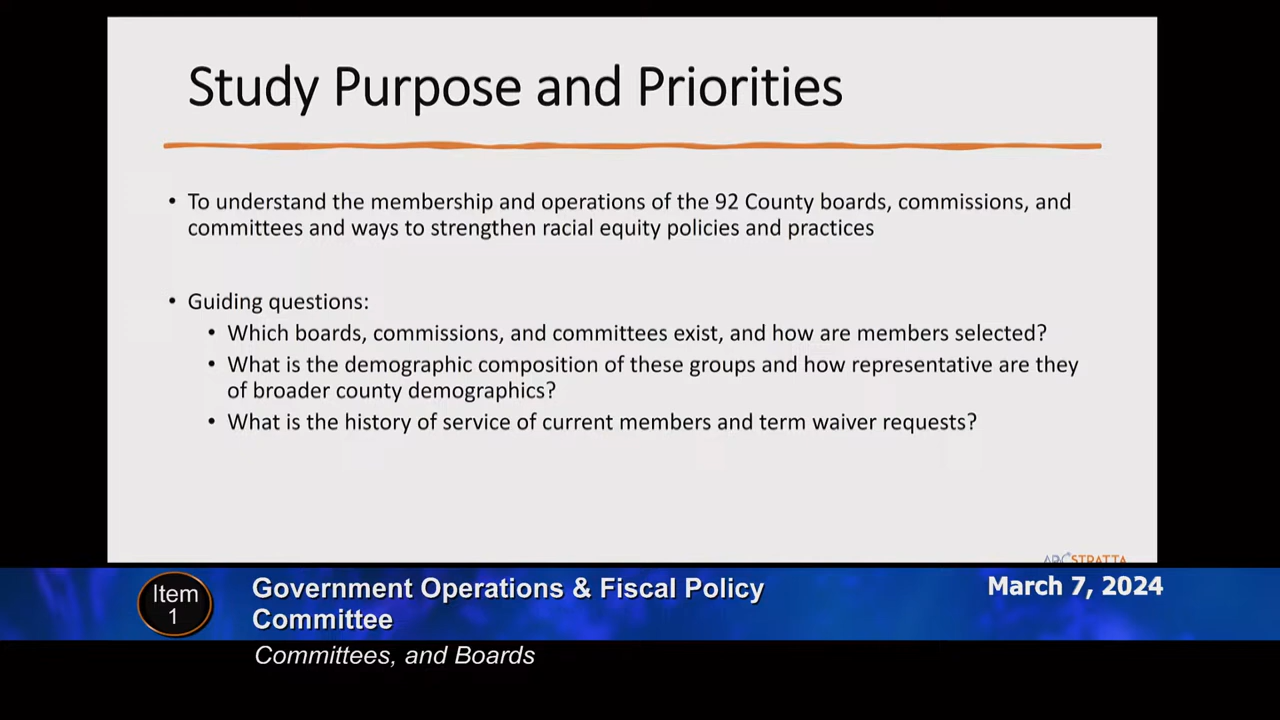 Study Purpose and Priorities
• To understand the membership and operations of the 92 County boards, commissions, and
committees and ways to strengthen racial equity policies and practices
• Guiding questions:
• Which boards, commissions, and committees exist, and how are members selected?
• What is the demographic composition of these groups and how representative are they
of broader county demographics?
• What is the history of service of current members and term waiver requests?
ARCSTRATTA
Item
1
Government Operations & Fiscal Policy
Committee
March 7, 2024
Committees, and Boards